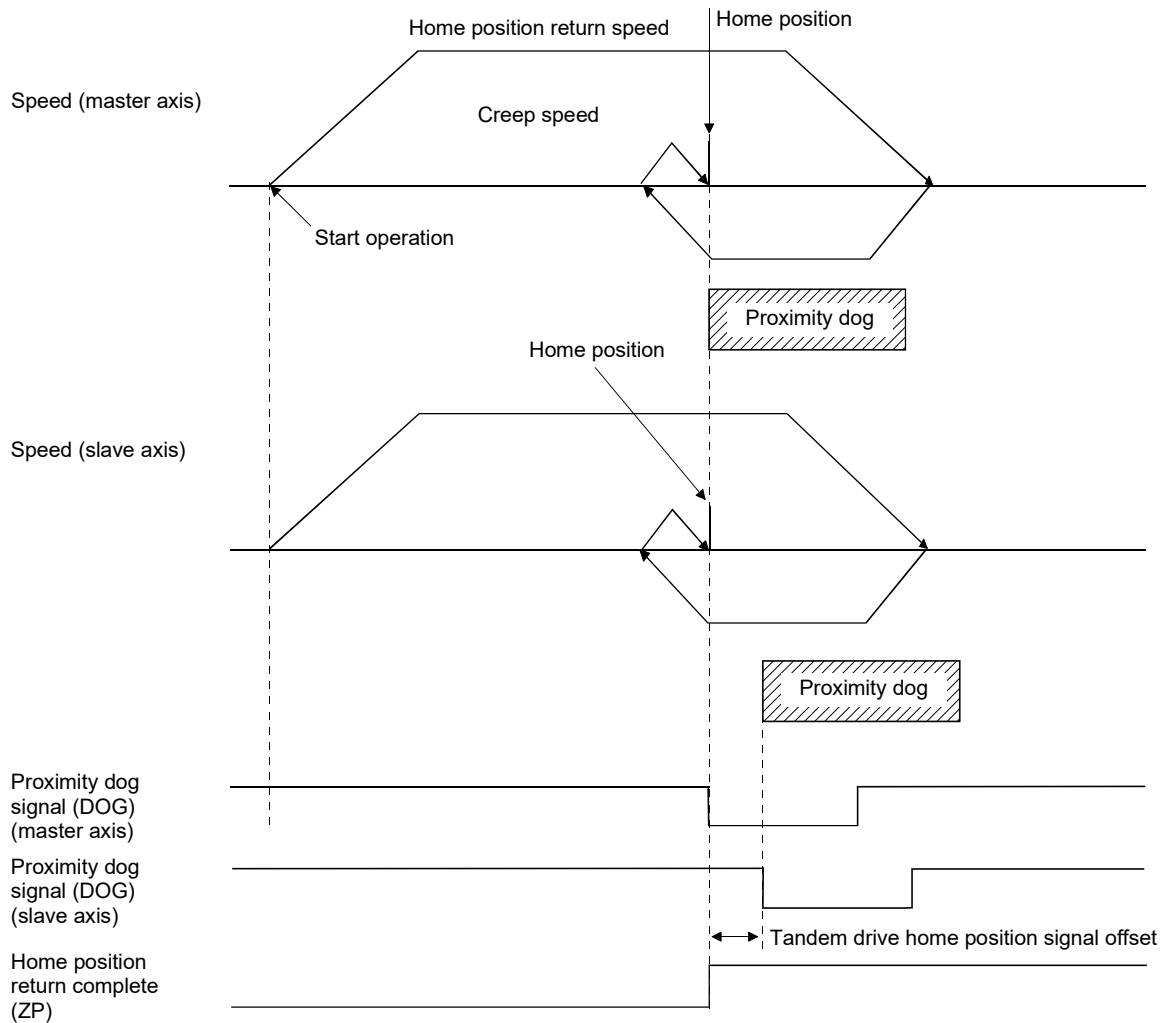 Home position
Home position return speed
Speed (master axis)
Creep speed
Start operation
Proximity dog
Home position
Speed (slave axis)
Proximity dog
Proximity dog
signal (DOG)
(master axis)
Proximity dog
signal (DOG)
(slave axis)
Tandem drive home position signal offset
Home position
return complete
(ZP)